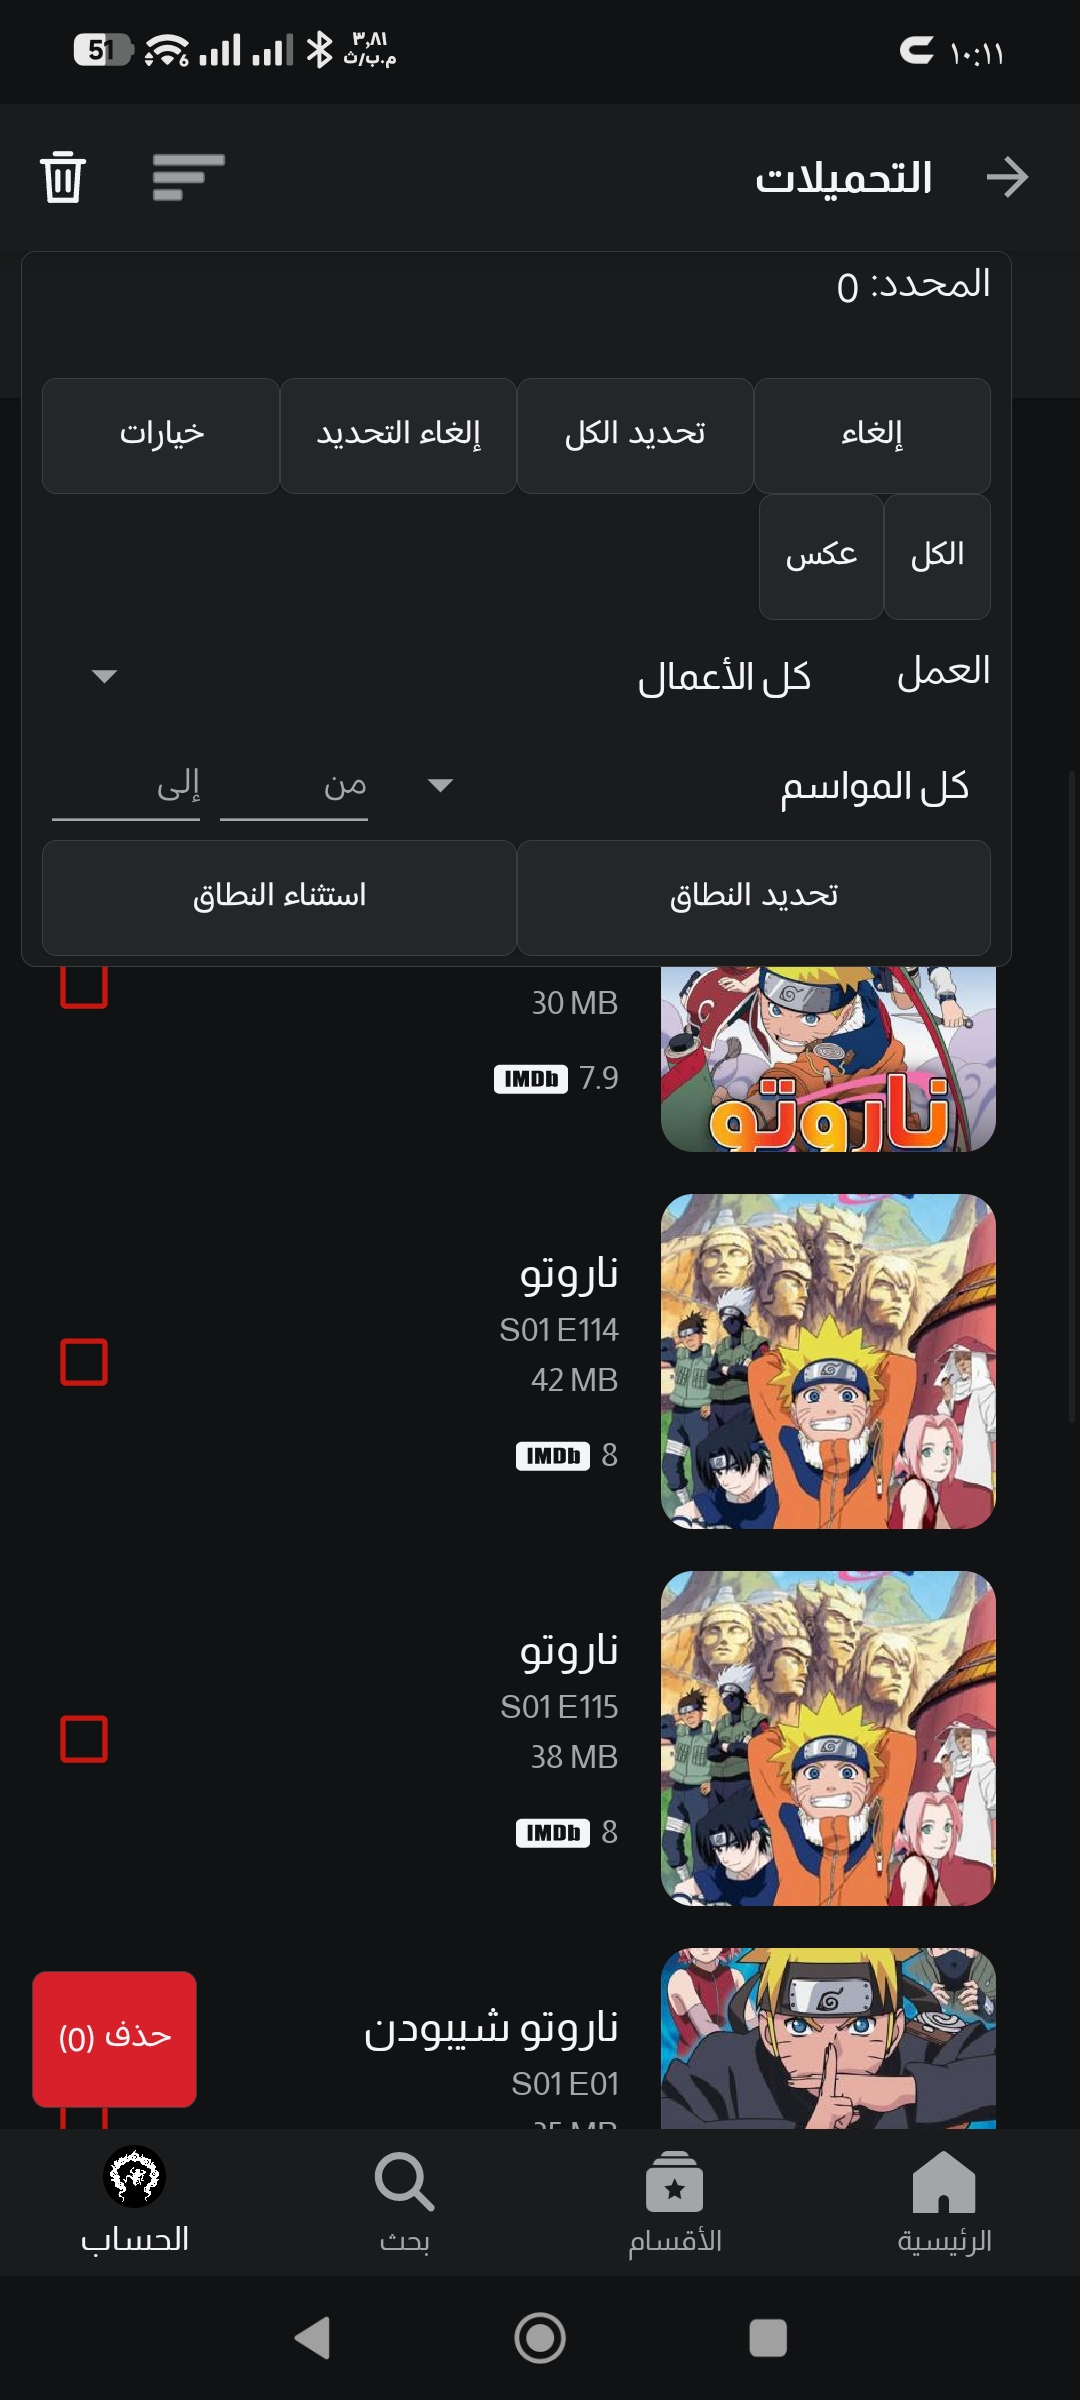 51 6 ٣٫٨١ م.ب/ث ١٠:١١
التحميلات
المحدد: 0
إلغاء تحديد الكل إلغاء التحديد خيارات
الكل عكس
العمل كل الأعمال
كل المواسم من إلى
تحديد النطاق استثناء النطاق
30 MB
7.9 IMDb
ناروتو
ناروتو
S01 E114
42 MB
8 IMDb
ناروتو
S01 E115
38 MB
8 IMDb
ناروتو شيبودن
S01 E01
35 MB
حذف (0)
الرئيسية الأقسام بحث الحساب